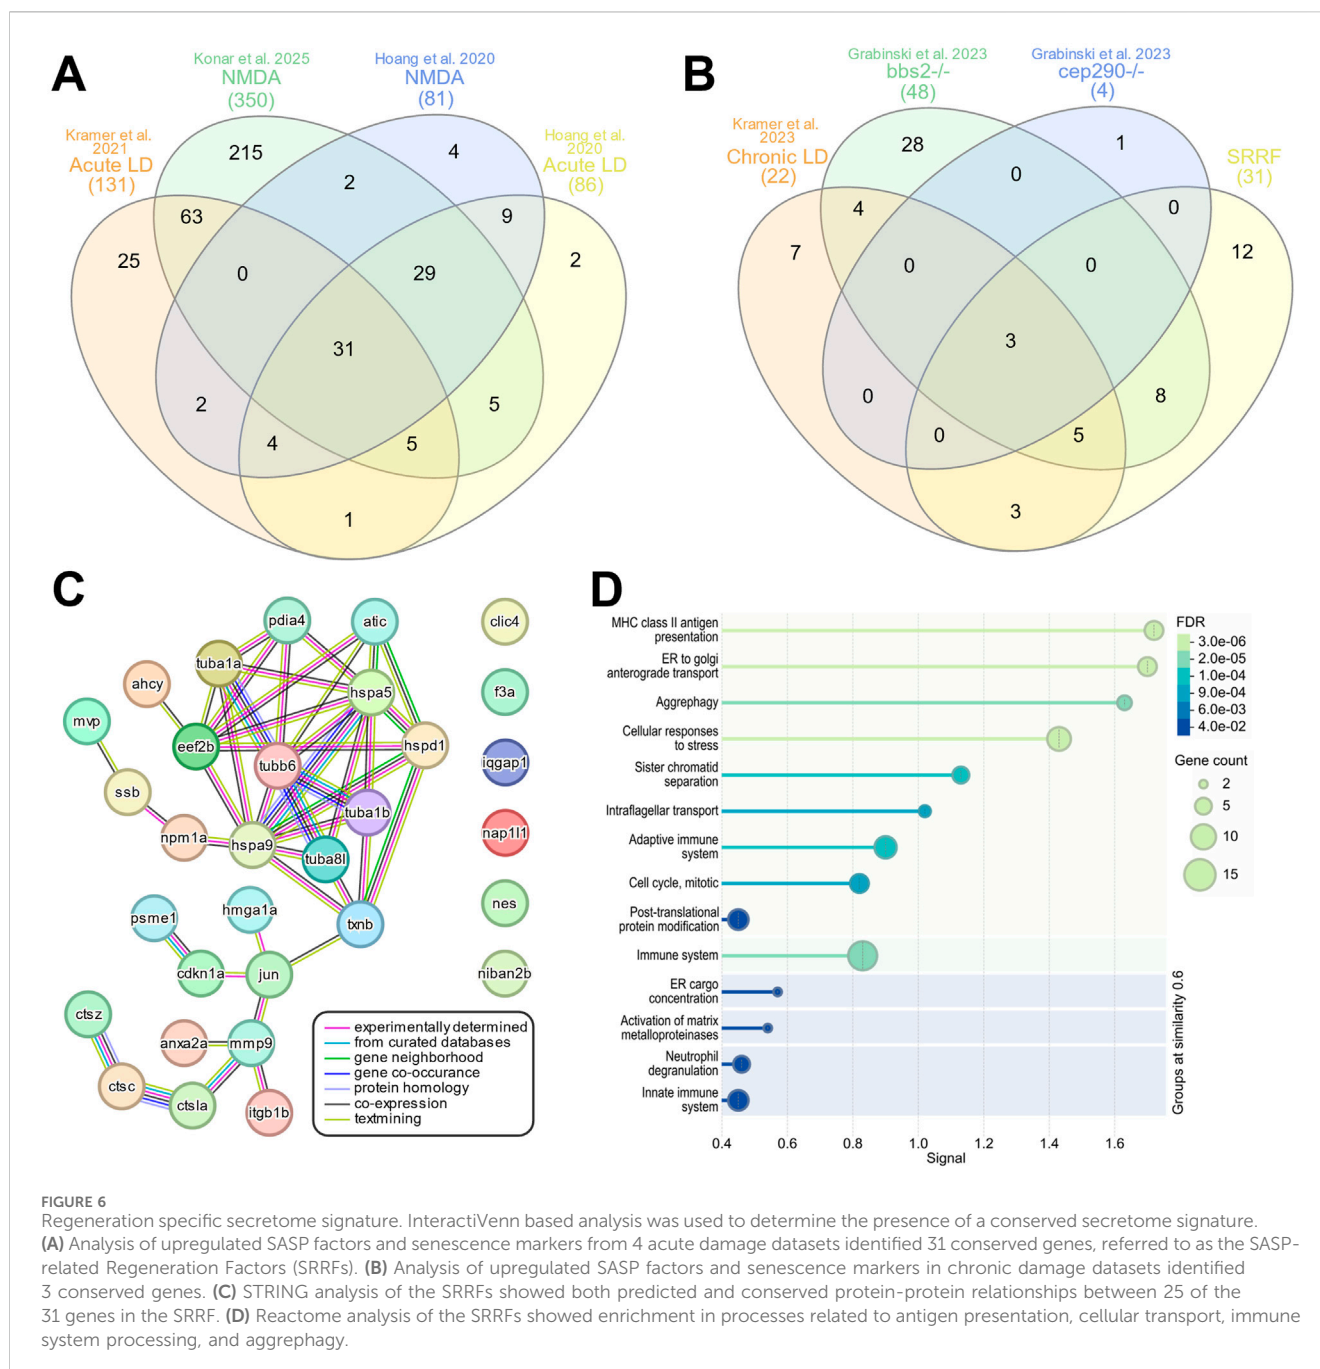 A
Konar et al. 2025
NMDA
(350)
Hoang et al. 2020
NMDA
(81)
Kramer et al.
2021
Acute LD
(131)
Hoang et al.
2020
Acute LD
(86)
215
4
2
63
9
25
2
0
29
31
2
5
4
5
1
B
Grabinski et al. 2023
bbs2-/-
(48)
Grabinski et al. 2023
cep290-/-
(4)
Kramer et al.
2023
Chronic LD
(22)
SRRF
(31)
28
1
0
4
0
7
12
0
0
3
0
8
0
5
3
C
pdia4
atic
clic4
tuba1a
ahcy
hspa5
f3a
mvp
eef2b
hspd1
tubb6
iqgap1
ssb
tuba1b
npm1a
hspa9
tuba8l
nap1l1
psme1
hmga1a
txnb
nes
cdkn1a
jun
niban2b
ctsz
anxa2a
mmp9
ctsc
ctsla
itgb1b
experimentally determined
from curated databases
gene neighborhood
gene co-occurance
protein homology
co-expression
textmining
D
MHC class II antigen
presentation
ER to golgi
anterograde transport
Aggrephagy
Cellular responses
to stress
Sister chromatid
separation
Intraflagellar transport
Adaptive immune
system
Cell cycle, mitotic
Post-translational
protein modification
Immune system
ER cargo
concentration
Activation of matrix
metalloproteinases
Neutrophil
degranulation
Innate immune
system
0.4 0.6 0.8 1.0 1.2 1.4 1.6
Signal
Groups at similarity 0.6
FDR
3.0e-06
2.0e-05
1.0e-04
9.0e-04
6.0e-03
4.0e-02
Gene count
2
5
10
15
FIGURE 6
Regeneration specific secretome signature. InteractiVenn based analysis was used to determine the presence of a conserved secretome signature.
(A) Analysis of upregulated SASP factors and senescence markers from 4 acute damage datasets identified 31 conserved genes, referred to as the SASP-
related Regeneration Factors (SRRFs). (B) Analysis of upregulated SASP factors and senescence markers in chronic damage datasets identified
3 conserved genes. (C) STRING analysis of the SRRFs showed both predicted and conserved protein-protein relationships between 25 of the
31 genes in the SRRF. (D) Reactome analysis of the SRRFs showed enrichment in processes related to antigen presentation, cellular transport, immune
system processing, and aggrephagy.